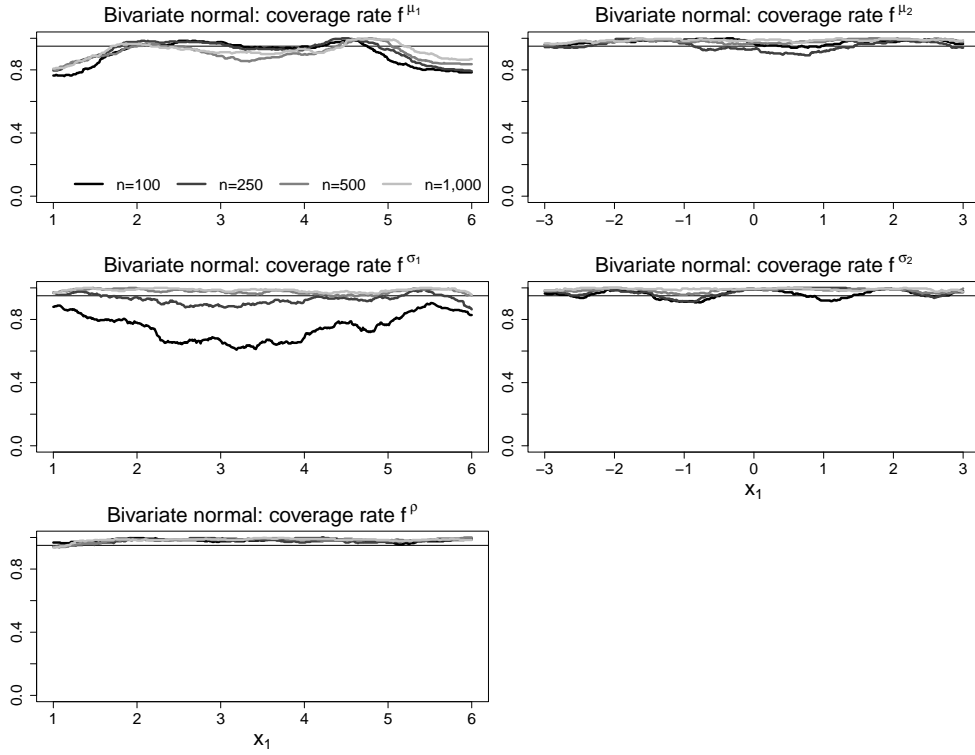 Bivariate normal: coverage rate f^μ₁
0.0 0.4 0.8
n=100 n=250 n=500 n=1,000
1 2 3 4 5 6
Bivariate normal: coverage rate f^μ₂
0.0 0.4 0.8
−3 −2 −1 0 1 2 3
Bivariate normal: coverage rate f^σ₁
0.0 0.4 0.8
1 2 3 4 5 6
Bivariate normal: coverage rate f^σ₂
0.0 0.4 0.8
−3 −2 −1 0 1 2 3
x₁
Bivariate normal: coverage rate f^ρ
0.0 0.4 0.8
1 2 3 4 5 6
x₁